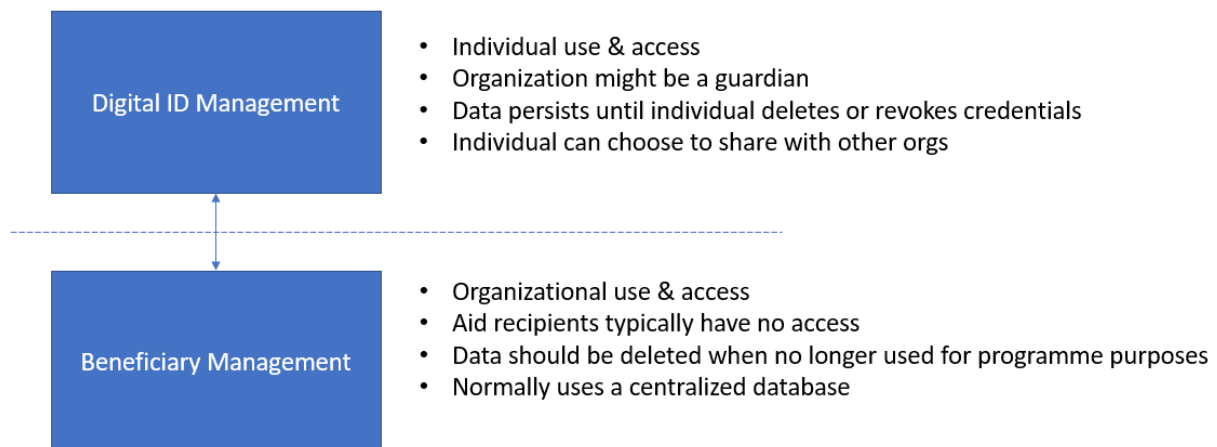 Digital ID Management
• Individual use & access
• Organization might be a guardian
• Data persists until individual deletes or revokes credentials
• Individual can choose to share with other orgs
Beneficiary Management
• Organizational use & access
• Aid recipients typically have no access
• Data should be deleted when no longer used for programme purposes
• Normally uses a centralized database